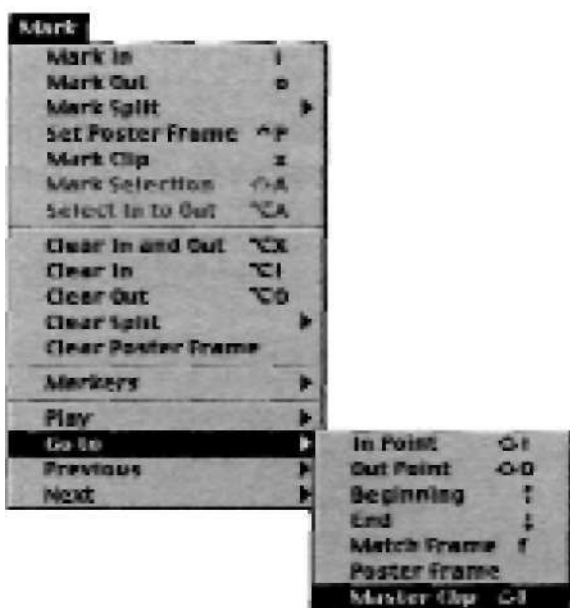 Mark
Mark In i
Mark Out o
Mark Split
Set Poster Frame ^P
Mark Clip x
Mark Selection ⇧A
Select In to Out ⌥A
Clear In and Out ⌥X
Clear In ⌥I
Clear Out ⌥O
Clear Split
Clear Poster Frame
Markers
Play
Go to
Previous
Next
In Point ⇧I
Out Point ⇧O
Beginning
End
Match Frame f
Poster Frame
Master Clip